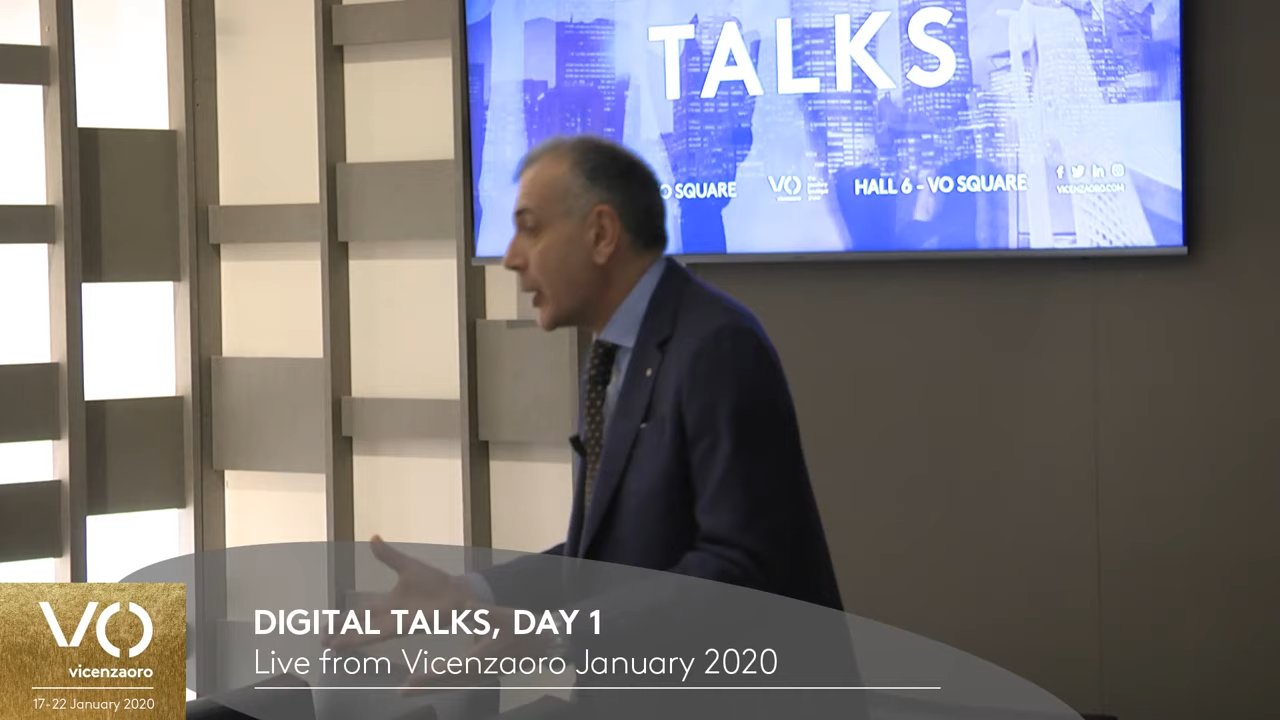 TALKS
O SQUARE
VO
vicenzaoro
HALL 6 - VO SQUARE
VICENZAORO.COM
DIGITAL TALKS, DAY 1
Live from Vicenzaoro January 2020
VO
vicenzaoro
17-22 January 2020